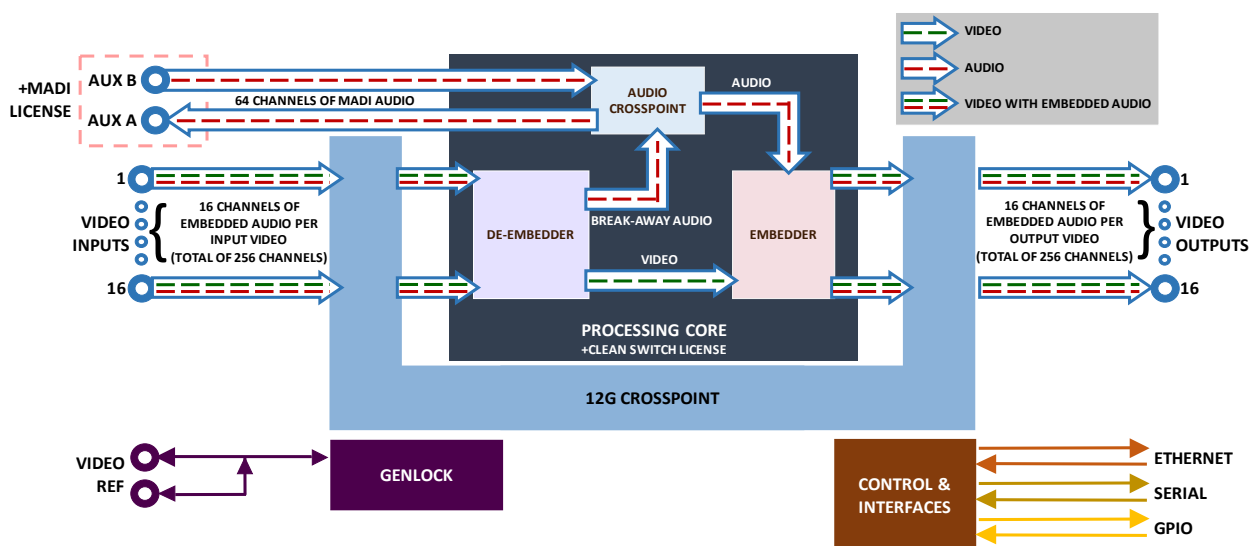 +MADI
LICENSE
AUX B
AUX A
64 CHANNELS OF MADI AUDIO
AUDIO
CROSSPOINT
AUDIO
VIDEO
AUDIO
VIDEO WITH EMBEDDED AUDIO
1
VIDEO
INPUTS
16
16 CHANNELS OF
EMBEDDED AUDIO PER
INPUT VIDEO
(TOTAL OF 256 CHANNELS)
DE-EMBEDDER
BREAK-AWAY AUDIO
VIDEO
EMBEDDER
PROCESSING CORE
+CLEAN SWITCH LICENSE
16 CHANNELS OF
EMBEDDED AUDIO PER
OUTPUT VIDEO
(TOTAL OF 256 CHANNELS)
1
VIDEO
OUTPUTS
16
12G CROSSPOINT
VIDEO
REF
GENLOCK
CONTROL &
INTERFACES
ETHERNET
SERIAL
GPIO